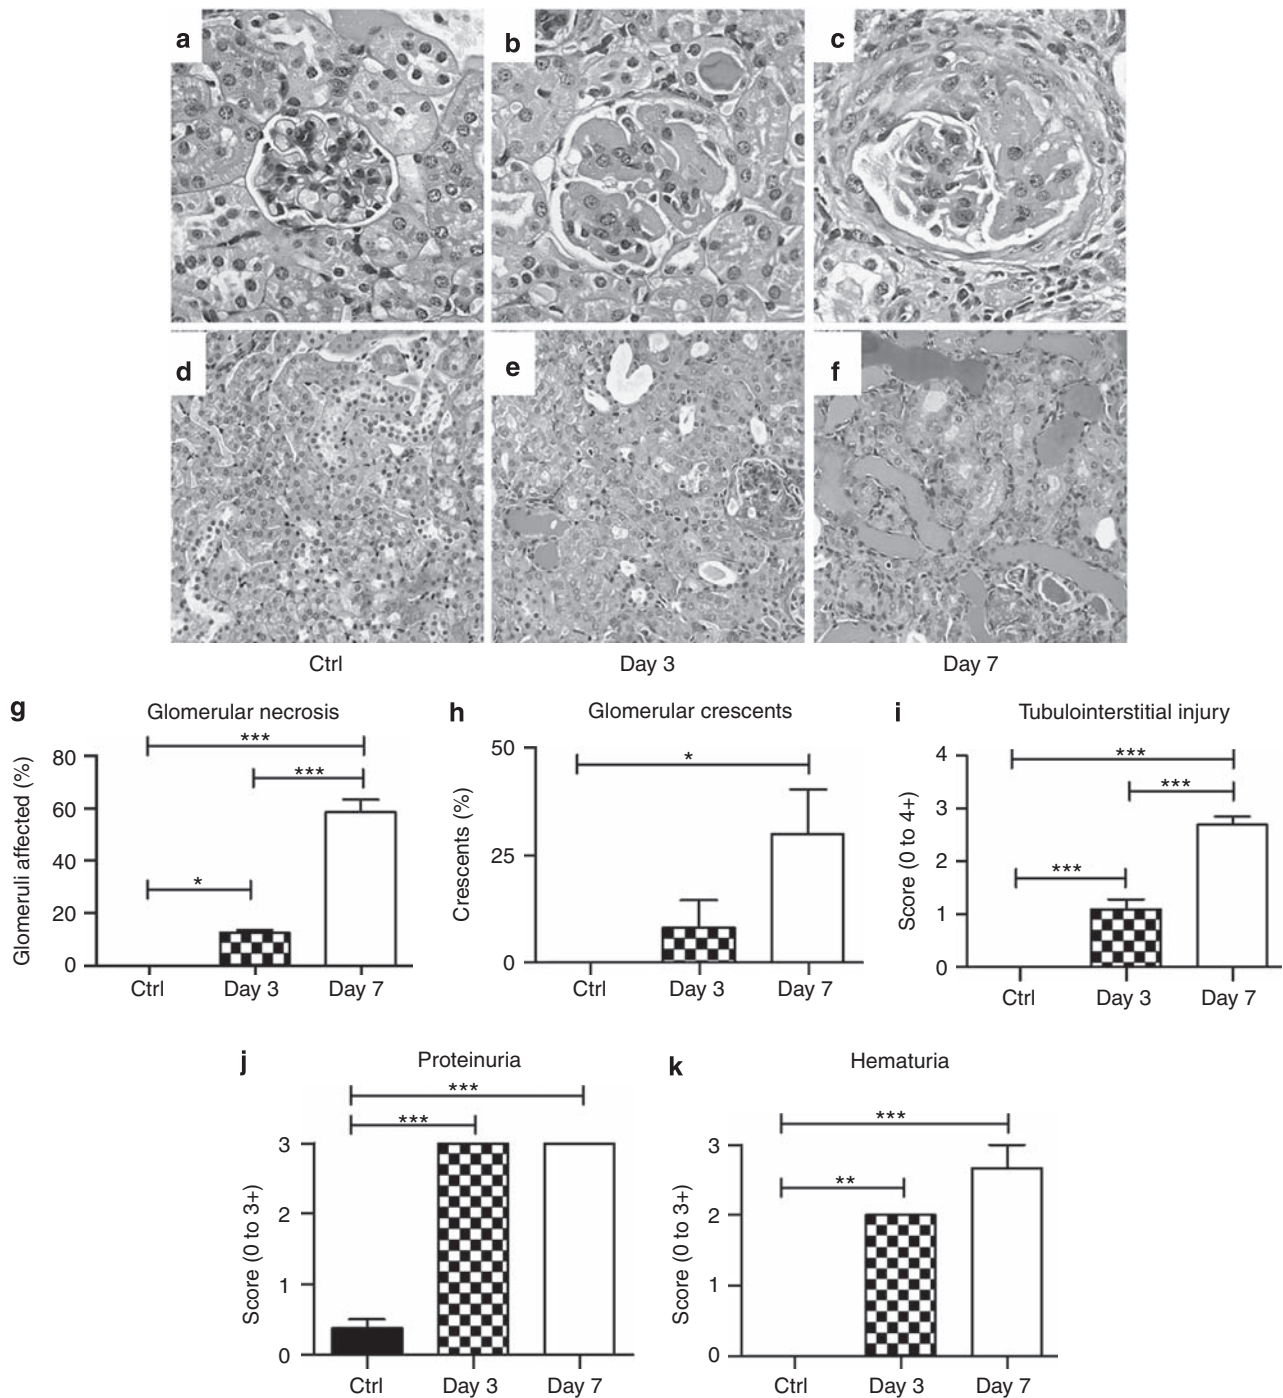 a
b
c
d
e
f
Ctrl
Day 3
Day 7
g
Glomerular necrosis
Glomeruli affected (%)
80
60
40
20
0
***
***
*
Ctrl
Day 3
Day 7
h
Glomerular crescents
Crescents (%)
50
25
0
*
Ctrl
Day 3
Day 7
i
Tubulointerstitial injury
Score (0 to 4+)
4
3
2
1
0
***
***
***
Ctrl
Day 3
Day 7
j
Proteinuria
Score (0 to 3+)
3
2
1
0
***
***
Ctrl
Day 3
Day 7
k
Hematuria
Score (0 to 3+)
3
2
1
0
***
**
Ctrl
Day 3
Day 7